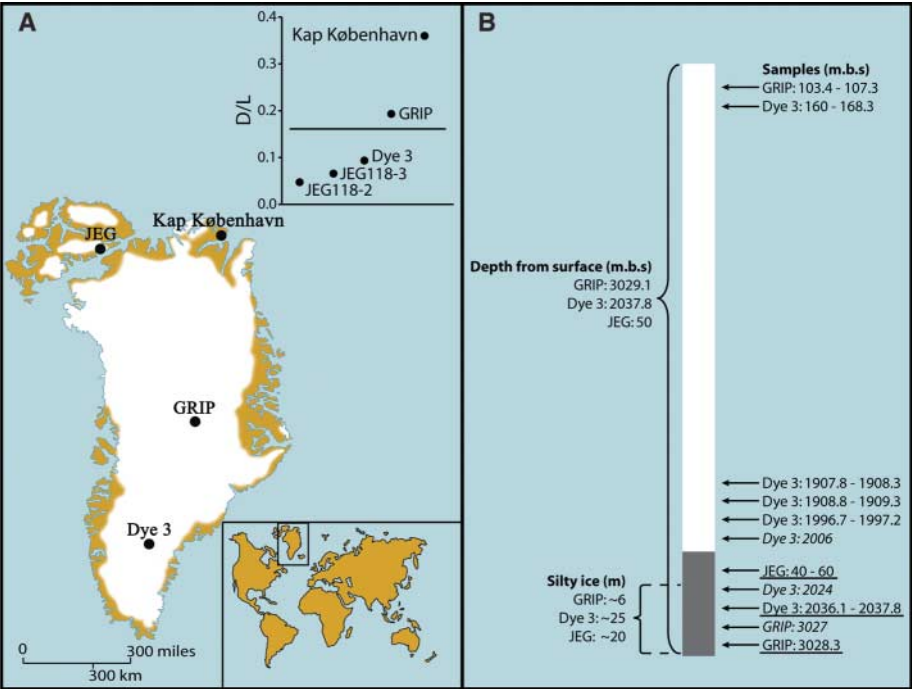 A
0.4
0.3
0.2
0.1
0.0
D/L
Kap København
GRIP
Dye 3
JEG118-3
JEG118-2
JEG
Kap København
GRIP
Dye 3
0
300 miles
300 km
B
Samples (m.b.s)
GRIP: 103.4 - 107.3
Dye 3: 160 - 168.3
Depth from surface (m.b.s)
GRIP: 3029.1
Dye 3: 2037.8
JEG: 50
Dye 3: 1907.8 - 1908.3
Dye 3: 1908.8 - 1909.3
Dye 3: 1996.7 - 1997.2
Dye 3: 2006
JEG: 40 - 60
Dye 3: 2024
Dye 3: 2036.1 - 2037.8
GRIP: 3027
GRIP: 3028.3
Silty ice (m)
GRIP: ~6
Dye 3: ~25
JEG: ~20